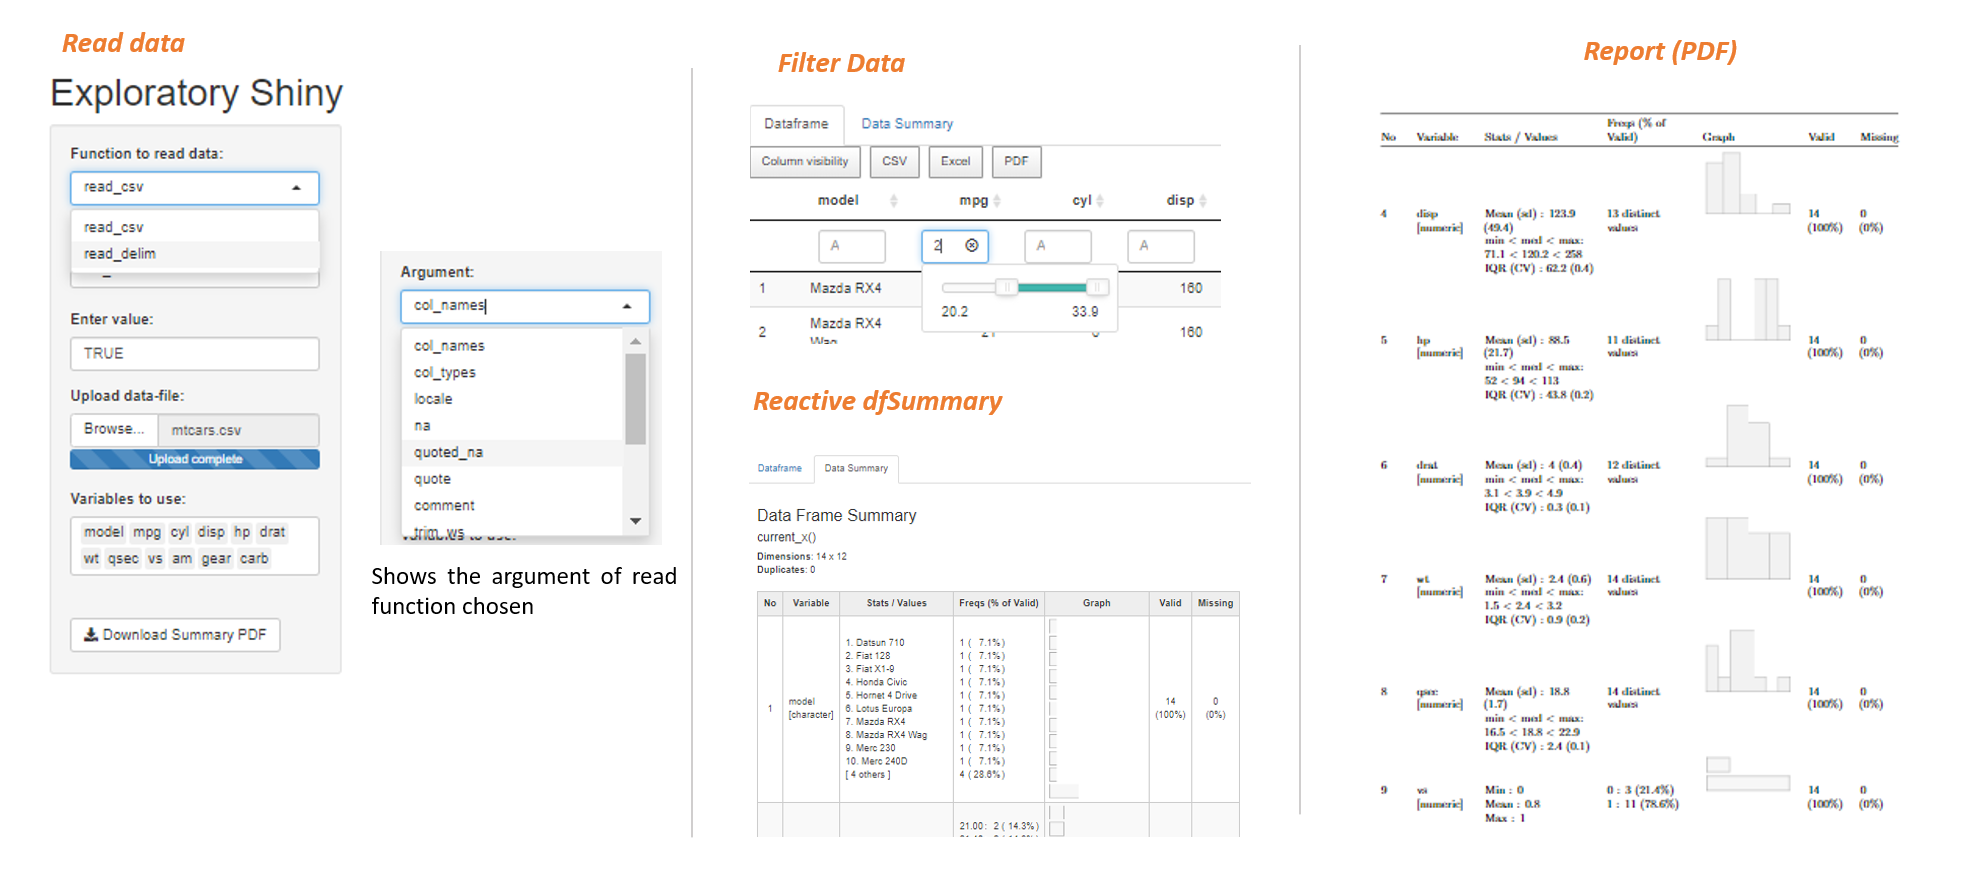 Read data
Exploratory Shiny
Function to read data:
read_csv
read_csv
read_delim
Enter value:
TRUE
Upload data-file:
Browse... mtcars.csv
Upload complete
Variables to use:
model mpg cyl disp hp drat
wt qsec vs am gear carb
Download Summary PDF
Argument:
col_names
col_names
col_types
locale
na
quoted_na
quote
comment
trim_ws
Shows the argument of read
function chosen
Filter Data
Dataframe Data Summary
Column visibility CSV Excel PDF
model mpg cyl disp
A 2 A A
1 Mazda RX4 160
20.2 33.9
2 Mazda RX4 Wag 21 160
Reactive dfSummary
Dataframe Data Summary
Data Frame Summary
current_x()
Dimensions: 14 x 12
Duplicates: 0
No Variable Stats / Values Freqs (% of Valid) Graph Valid Missing
1. Datsun 710 1 ( 7.1%)
2. Fiat 128 1 ( 7.1%)
3. Fiat X1-9 1 ( 7.1%)
4. Honda Civic 1 ( 7.1%)
5. Hornet 4 Drive 1 ( 7.1%)
6. Lotus Europa 1 ( 7.1%)
1 model 7. Mazda RX4 1 ( 7.1%) 14 0
[character] 8. Mazda RX4 Wag 1 ( 7.1%) (100%) (0%)
9. Merc 230 1 ( 7.1%)
10. Merc 240D 1 ( 7.1%)
[ 4 others ] 4 ( 28.6%)
21.00: 2 ( 14.3%)
Report (PDF)
Freqs (% of
No Variable Stats / Values Valid) Graph Valid Missing
4 disp Mean (sd) : 123.9 13 distinct 14 0
[numeric] (49.4) values (100%) (0%)
min < med < max:
71.1 < 120.2 < 258
IQR (CV) : 62.2 (0.4)
5 hp Mean (sd) : 88.5 11 distinct 14 0
[numeric] (21.7) values (100%) (0%)
min < med < max:
52 < 94 < 113
IQR (CV) : 43.8 (0.2)
6 drat Mean (sd) : 4 (0.4) 12 distinct 14 0
[numeric] min < med < max: values (100%) (0%)
3.1 < 3.9 < 4.9
IQR (CV) : 0.3 (0.1)
7 wt Mean (sd) : 2.4 (0.6) 14 distinct 14 0
[numeric] min < med < max: values (100%) (0%)
1.5 < 2.4 < 3.2
IQR (CV) : 0.9 (0.2)
8 qsec Mean (sd) : 18.8 14 distinct 14 0
[numeric] (1.7) values (100%) (0%)
min < med < max:
16.5 < 18.8 < 22.9
IQR (CV) : 2.4 (0.1)
9 vs Min : 0 0 : 3 (21.4%) 14 0
[numeric] Mean : 0.8 1 : 11 (78.6%) (100%) (0%)
Max : 1